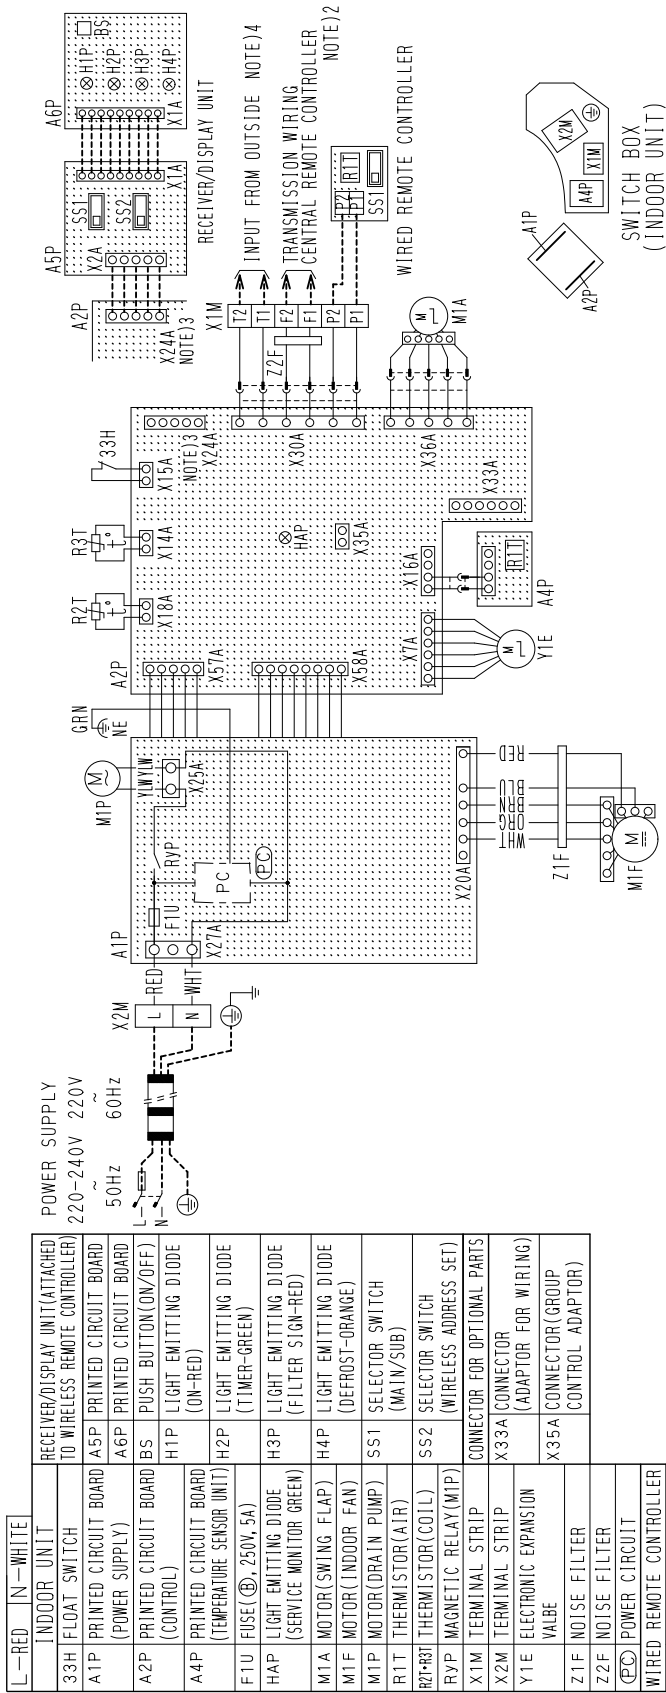 L-RED N-WHITE
INDOOR UNIT
33H FLOAT SWITCH
A1P PRINTED CIRCUIT BOARD
(POWER SUPPLY)
A2P PRINTED CIRCUIT BOARD
(CONTROL)
A4P PRINTED CIRCUIT BOARD
(TEMPERATURE SENSOR UNIT)
F1U FUSE(Ⓑ, 250V, 5A)
HAP LIGHT EMITTING DIODE
(SERVICE MONITOR GREEN)
M1A MOTOR(SWING FLAP)
M1F MOTOR(INDOOR FAN)
M1P MOTOR(DRAIN PUMP)
R1T THERMISTOR(AIR)
R2T•R3T THERMISTOR(COIL)
RyP MAGNETIC RELAY(M1P)
X1M TERMINAL STRIP
X2M TERMINAL STRIP
Y1E ELECTRONIC EXPANSION
VALBE
Z1F NOISE FILTER
Z2F NOISE FILTER
PC POWER CIRCUIT
WIRED REMOTE CONTROLLER
RECEIVER/DISPLAY UNIT(ATTACHED
TO WIRELESS REMOTE CONTROLLER)
A5P PRINTED CIRCUIT BOARD
A6P PRINTED CIRCUIT BOARD
BS PUSH BUTTON(ON/OFF)
H1P LIGHT EMITTING DIODE
(ON-RED)
H2P LIGHT EMITTING DIODE
(TIMER-GREEN)
H3P LIGHT EMITTING DIODE
(FILTER SIGN-RED)
H4P LIGHT EMITTING DIODE
(DEFROST-ORANGE)
SS1 SELECTOR SWITCH
(MAIN/SUB)
SS2 SELECTOR SWITCH
(WIRELESS ADDRESS SET)
CONNECTOR FOR OPTIONAL PARTS
X33A CONNECTOR
(ADAPTOR FOR WIRING)
X35A CONNECTOR(GROUP
CONTROL ADAPTOR)
POWER SUPPLY
220-240V 220V
~ ~
50Hz 60Hz
L
N
X2M
L
N
RED
WHT
A1P
X27A
F1U
RyP
PC
PC
M1P
M
~
YLW
YLW
X25A
GRN
NE
X20A
WHT
ORG
BRN
BLU
RED
Z1F
M1F
M
A2P
X57A
X58A
R2T
t°
X18A
R3T
t°
X14A
33H
X15A
NOTE)3
X24A
HAP
X35A
X30A
X36A
X33A
X7A
X16A
Y1E
M
A4P
R1T
Z2F
X1M
T2
T1
F2
F1
P2
P1
INPUT FROM OUTSIDE NOTE)4
TRANSMISSION WIRING
CENTRAL REMOTE CONTROLLER
NOTE)2
P2
P1
R1T
SS1
WIRED REMOTE CONTROLLER
M
M1A
A2P
X24A
NOTE)3
A5P
X2A
SS1
SS2
X1A
A6P
X1A
BS
H1P
H2P
H3P
H4P
RECEIVER/DISPLAY UNIT
A1P
A2P
A4P
X1M
X2M
SWITCH BOX
(INDOOR UNIT)